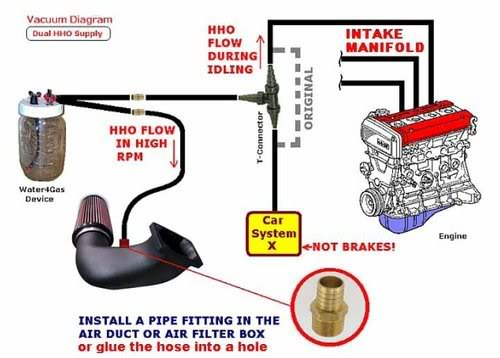 Vacuum Diagram
Dual HHO Supply
HHO
FLOW
DURING
IDLING
INTAKE
MANIFOLD
ORIGINAL
T-Connector
HHO FLOW
IN HIGH
RPM
Water4Gas
Device
Car
System
X
NOT BRAKES!
Engine
INSTALL A PIPE FITTING IN THE
AIR DUCT OR AIR FILTER BOX
or glue the hose into a hole